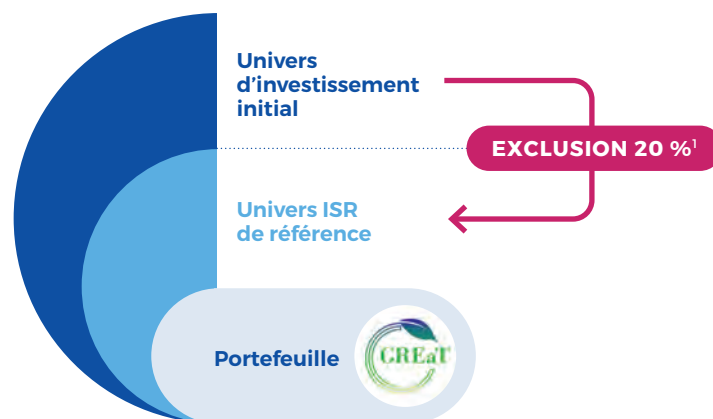 Univers
d'investissement
initial
EXCLUSION 20 %¹
Univers ISR
de référence
Portefeuille
CREaT